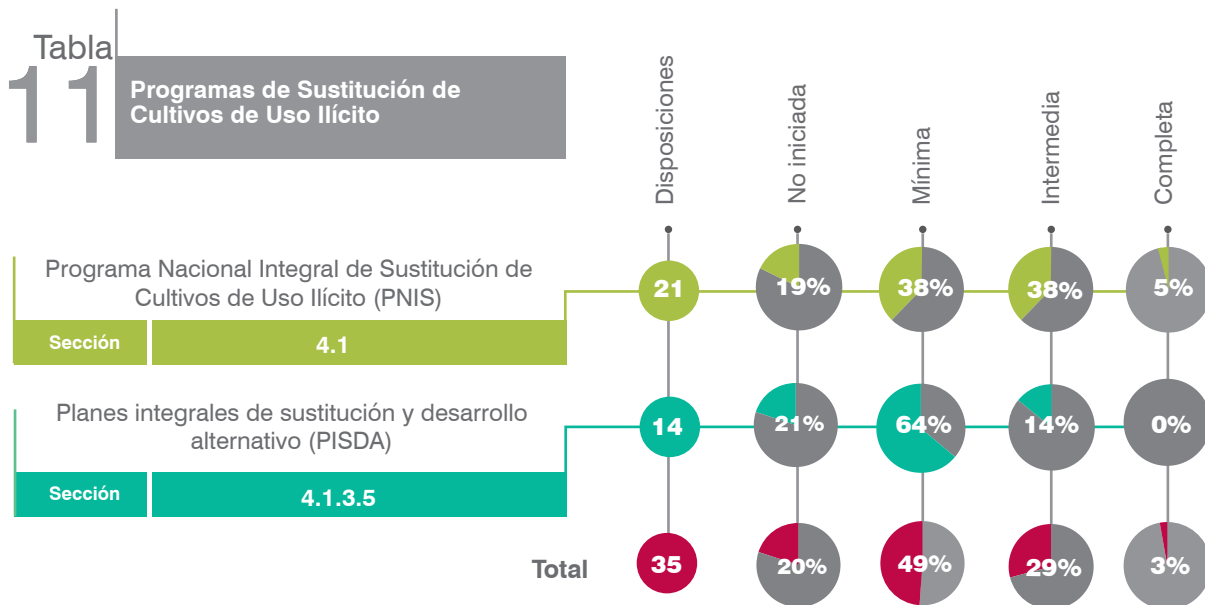 Tabla
11
Programas de Sustitución de
Cultivos de Uso Ilícito
Disposiciones
No iniciada
Mínima
Intermedia
Completa
Programa Nacional Integral de Sustitución de
Cultivos de Uso Ilícito (PNIS)
Sección 4.1
21 19% 38% 38% 5%
Planes integrales de sustitución y desarrollo
alternativo (PISDA)
Sección 4.1.3.5
14 21% 64% 14% 0%
Total 35 20% 49% 29% 3%